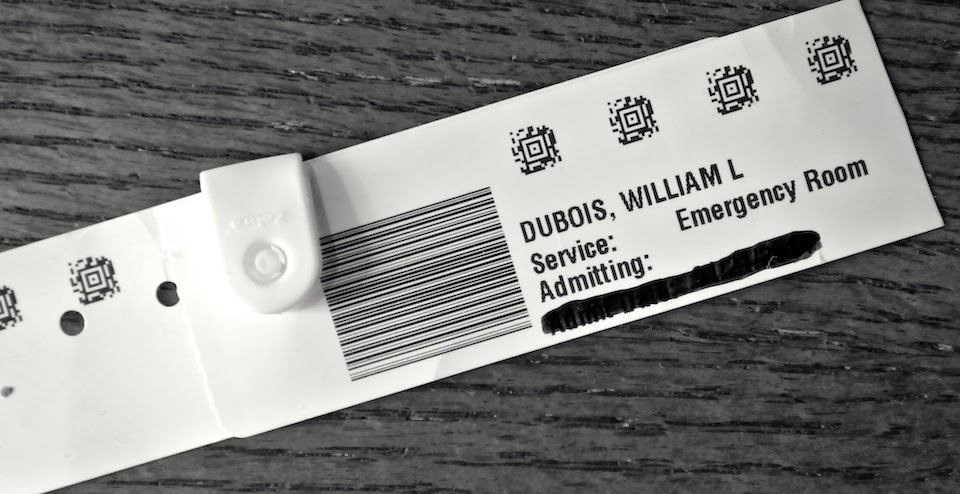 DUBOIS, WILLIAM L
Service: Emergency Room
Admitting: